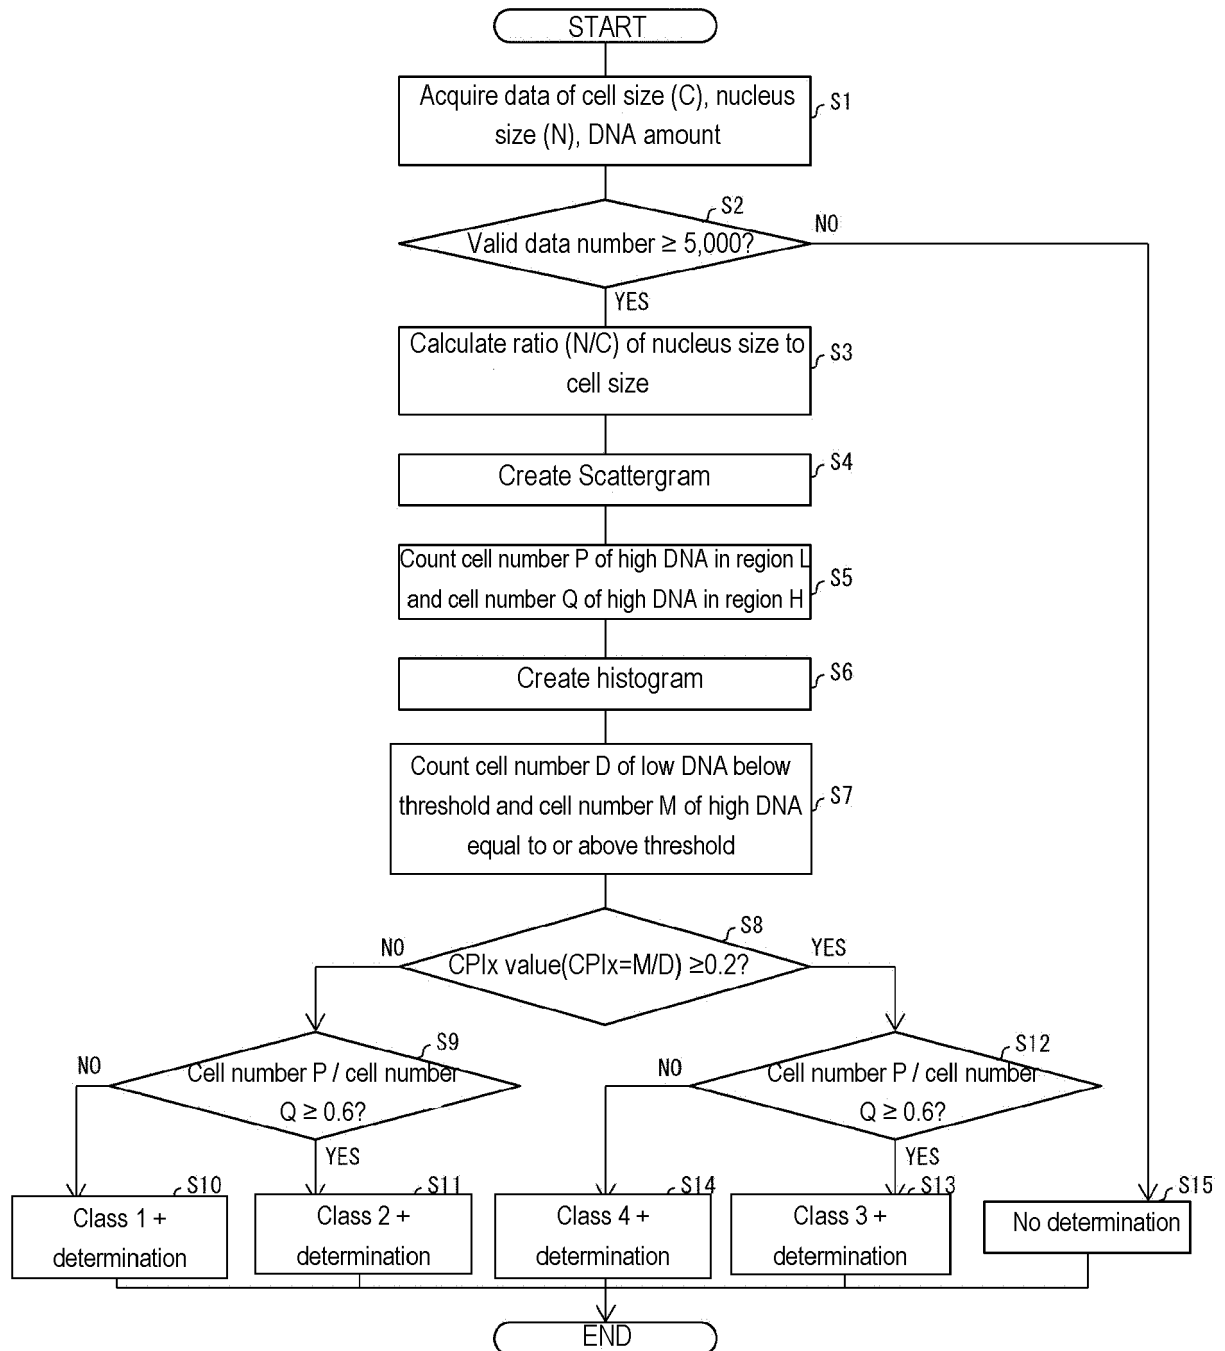 START
Acquire data of cell size (C), nucleus
size (N), DNA amount
S1
S2
Valid data number ≥ 5,000?
NO
YES
Calculate ratio (N/C) of nucleus size to
cell size
S3
Create Scattergram
S4
Count cell number P of high DNA in region L
and cell number Q of high DNA in region H
S5
Create histogram
S6
Count cell number D of low DNA below
threshold and cell number M of high DNA
equal to or above threshold
S7
S8
NO
CPIx value(CPIx=M/D) ≥0.2?
YES
S9
NO
Cell number P / cell number
Q ≥ 0.6?
YES
S12
NO
Cell number P / cell number
Q ≥ 0.6?
YES
S10
Class 1 +
determination
S11
Class 2 +
determination
S14
Class 4 +
determination
S13
Class 3 +
determination
S15
No determination
END